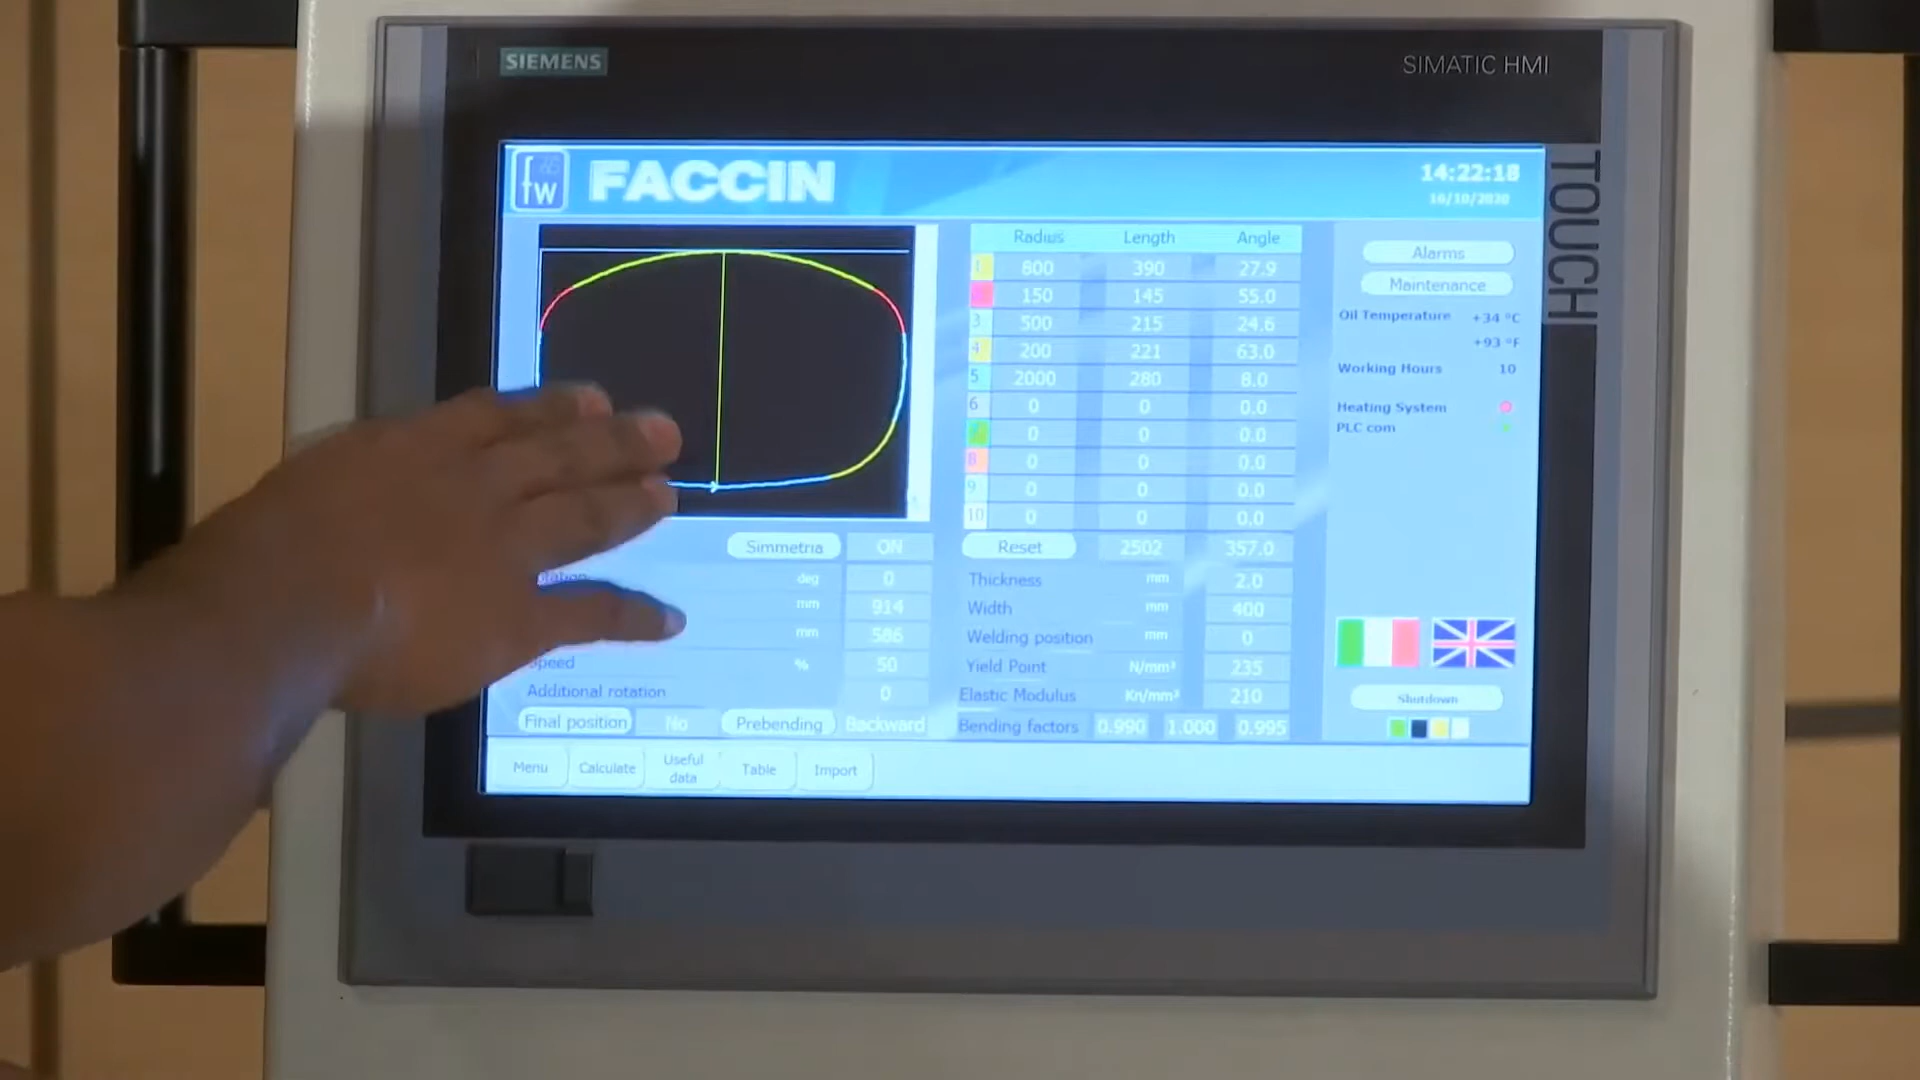 SIEMENS
SIMATIC HMI
TOUCH
fw
FACCIN
14:22:18
Radius Length Angle
1 800 390 27.9
150 145 55.0
3 500 215 24.6
4 200 221 63.0
5 2000 280 8.0
6 0 0 0.0
0 0 0.0
8 0 0 0.0
9 0 0 0.0
10 0 0 0.0
Reset 2502 357.0
Simmetria ON
deg 0
mm 914
mm 586
Speed % 50
Additional rotation 0
Final position No Prebending Backward
Thickness mm 2.0
Width mm 400
Welding position mm 0
Yield Point N/mm² 235
Elastic Modulus Kn/mm² 210
Bending factors 0.990 1.000 0.995
Alarms
Maintenance
Oil Temperature +34 °C
+93 °F
Working Hours 10
Heating System
PLC com
Shutdown
Menu Calculate Useful data Table Import